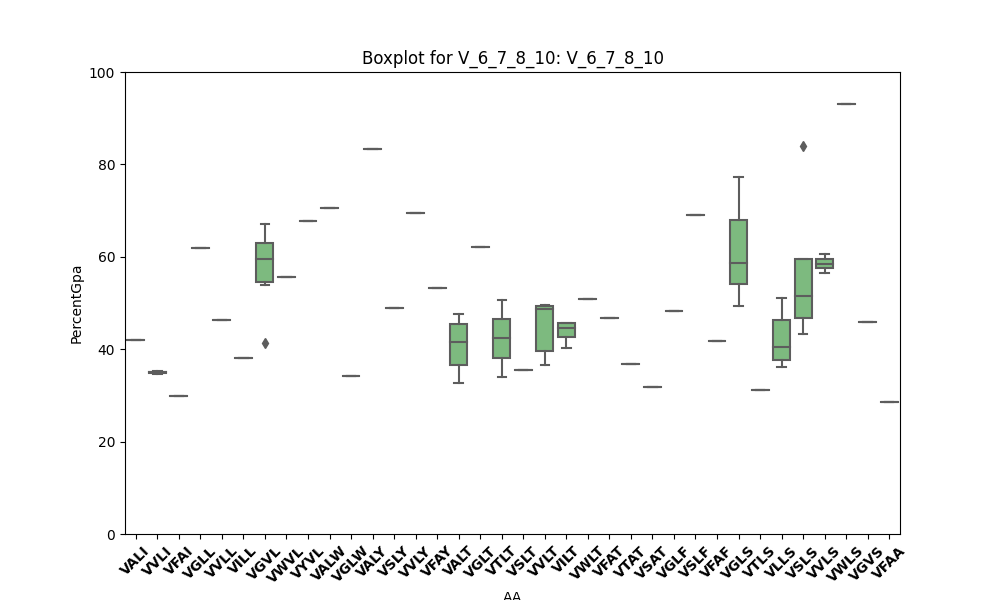 Boxplot for V_6_7_8_10: V_6_7_8_10
PercentGpa
100
80
60
40
20
0
VALI VVLI VFAI VGLL VVLL VILL VGVL VWVL VYVL VALW VGLW VALY VSLY VVLY VFAY VALT VGLT VTLT VSLT VVLT VILT VWLT VFAT VTAT VSAT VGLF VSLF VFAF VGLS VTLS VLLS VSLS VVLS VWLS VGVS VFAA
AA